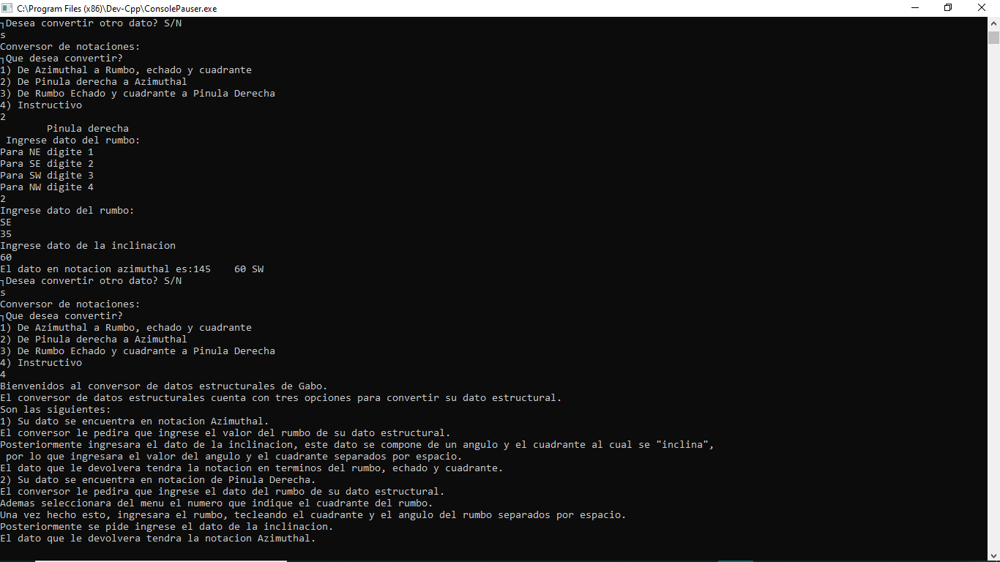 C:\Program Files (x86)\Dev-Cpp\ConsolePauser.exe
┐Desea convertir otro dato? S/N
s
Conversor de notaciones:
┐Que desea convertir?
1) De Azimuthal a Rumbo, echado y cuadrante
2) De Pinula derecha a Azimuthal
3) De Rumbo Echado y cuadrante a Pinula Derecha
4) Instructivo
2
Pinula derecha
Ingrese dato del rumbo:
Para NE digite 1
Para SE digite 2
Para SW digite 3
Para NW digite 4
2
Ingrese dato del rumbo:
SE
35
Ingrese dato de la inclinacion
60
El dato en notacion azimuthal es:145    60 SW
┐Desea convertir otro dato? S/N
s
Conversor de notaciones:
┐Que desea convertir?
1) De Azimuthal a Rumbo, echado y cuadrante
2) De Pinula derecha a Azimuthal
3) De Rumbo Echado y cuadrante a Pinula Derecha
4) Instructivo
4
Bienvenidos al conversor de datos estructurales de Gabo.
El conversor de datos estructurales cuenta con tres opciones para convertir su dato estructural.
Son las siguientes:
1) Su dato se encuentra en notacion Azimuthal.
El conversor le pedira que ingrese el valor del rumbo de su dato estructural.
Posteriormente ingresara el dato de la inclinacion, este dato se compone de un angulo y el cuadrante al cual se "inclina",
por lo que ingresara el valor del angulo y el cuadrante separados por espacio.
El dato que le devolvera tendra la notacion en terminos del rumbo, echado y cuadrante.
2) Su dato se encuentra en notacion de Pinula Derecha.
El conversor le pedira que ingrese el dato del rumbo de su dato estructural.
Ademas seleccionara del menu el numero que indique el cuadrante del rumbo.
Una vez hecho esto, ingresara el rumbo, tecleando el cuadrante y el angulo del rumbo separados por espacio.
Posteriormente se pide ingrese el dato de la inclinacion.
El dato que le devolvera tendra la notacion Azimuthal.